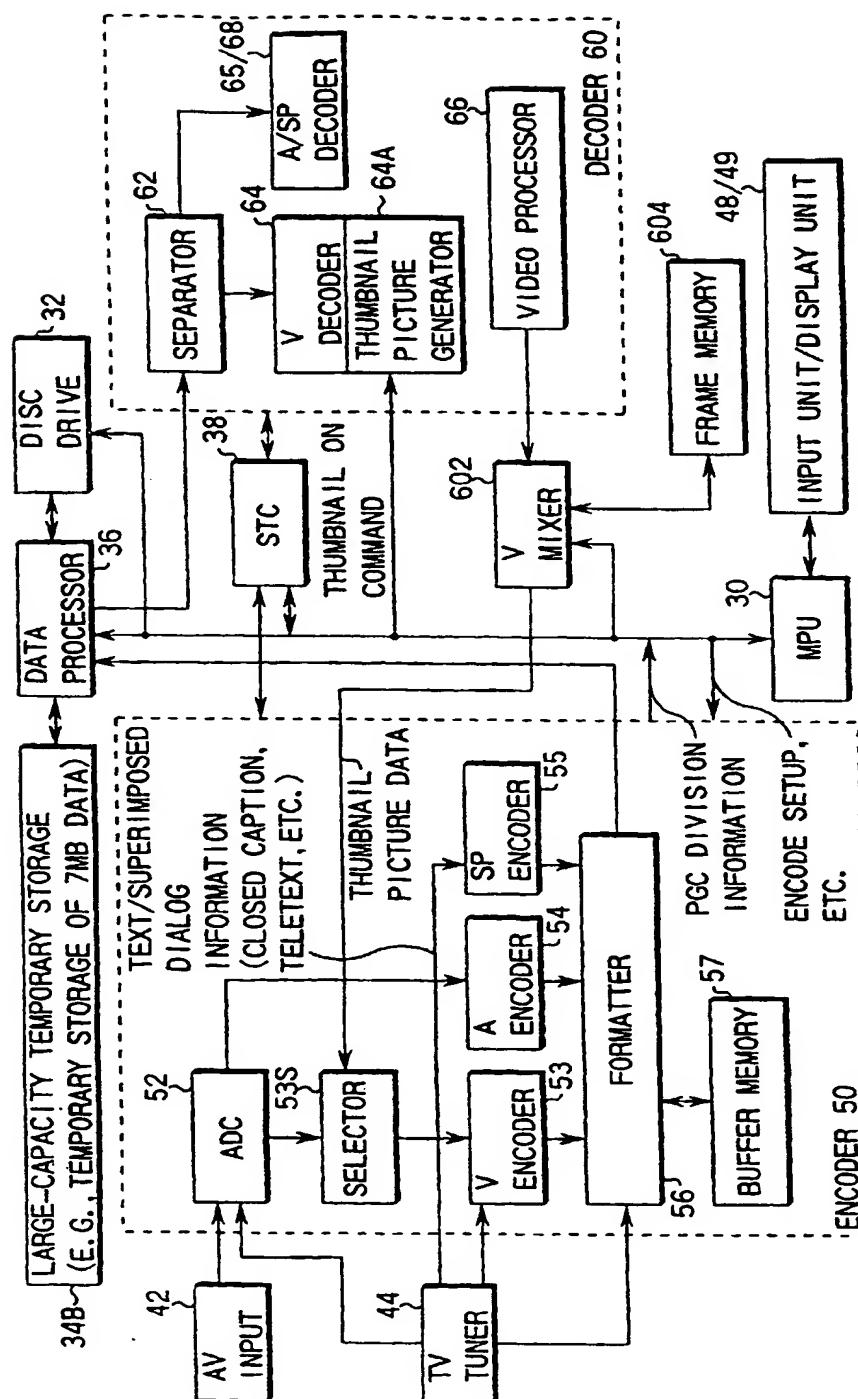 LARGE-CAPACITY TEMPORARY STORAGE
(E.G., TEMPORARY STORAGE OF 7MB DATA)
34B
DATA
PROCESSOR
36
DISC
DRIVE
32
AV
INPUT
42
TV
TUNER
44
ADC
52
SELECTOR
53S
TEXT/SUPERIMPOSED
DIALOG
INFORMATION
(CLOSED CAPTION,
TELETEXT, ETC.)
THUMBNAIL
PICTURE DATA
V
ENCODER
53
A
ENCODER
54
SP
ENCODER
55
FORMATTER
56
BUFFER MEMORY
57
ENCODER 50
STC
38
THUMBNAIL ON
COMMAND
SEPARATOR
62
A/SP
DECODER
65/68
V
DECODER
64
THUMBNAIL
PICTURE
GENERATOR
64A
VIDEO PROCESSOR
66
DECODER 60
V
MIXER
602
FRAME MEMORY
604
MPU
30
INPUT UNIT/DISPLAY UNIT
48/49
PGC DIVISION
INFORMATION
ENCODE SETUP,
ETC.